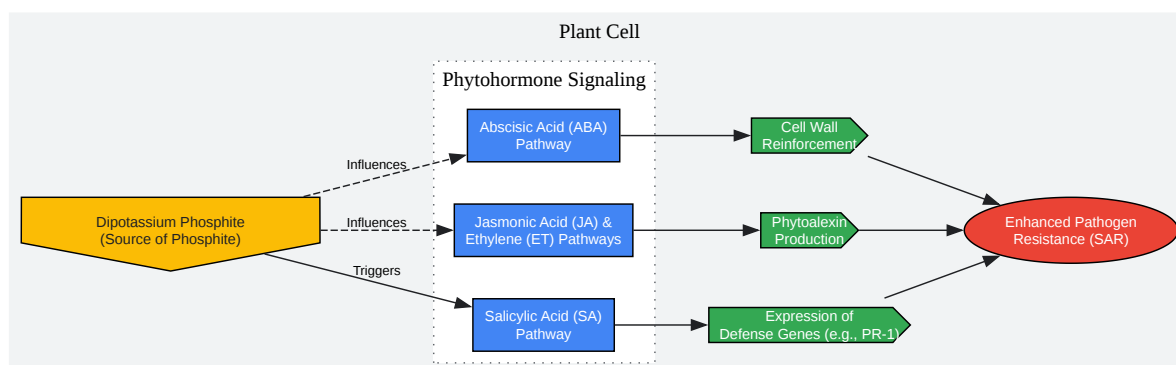 Plant Cell
Phytohormone Signaling
Abscisic Acid (ABA)
Pathway
Cell Wall
Reinforcement
Influences
Dipotassium Phosphite
(Source of Phosphite)
Influences
Jasmonic Acid (JA) &
Ethylene (ET) Pathways
Phytoalexin
Production
Enhanced Pathogen
Resistance (SAR)
Triggers
Salicylic Acid (SA)
Pathway
Expression of
Defense Genes (e.g., PR-1)